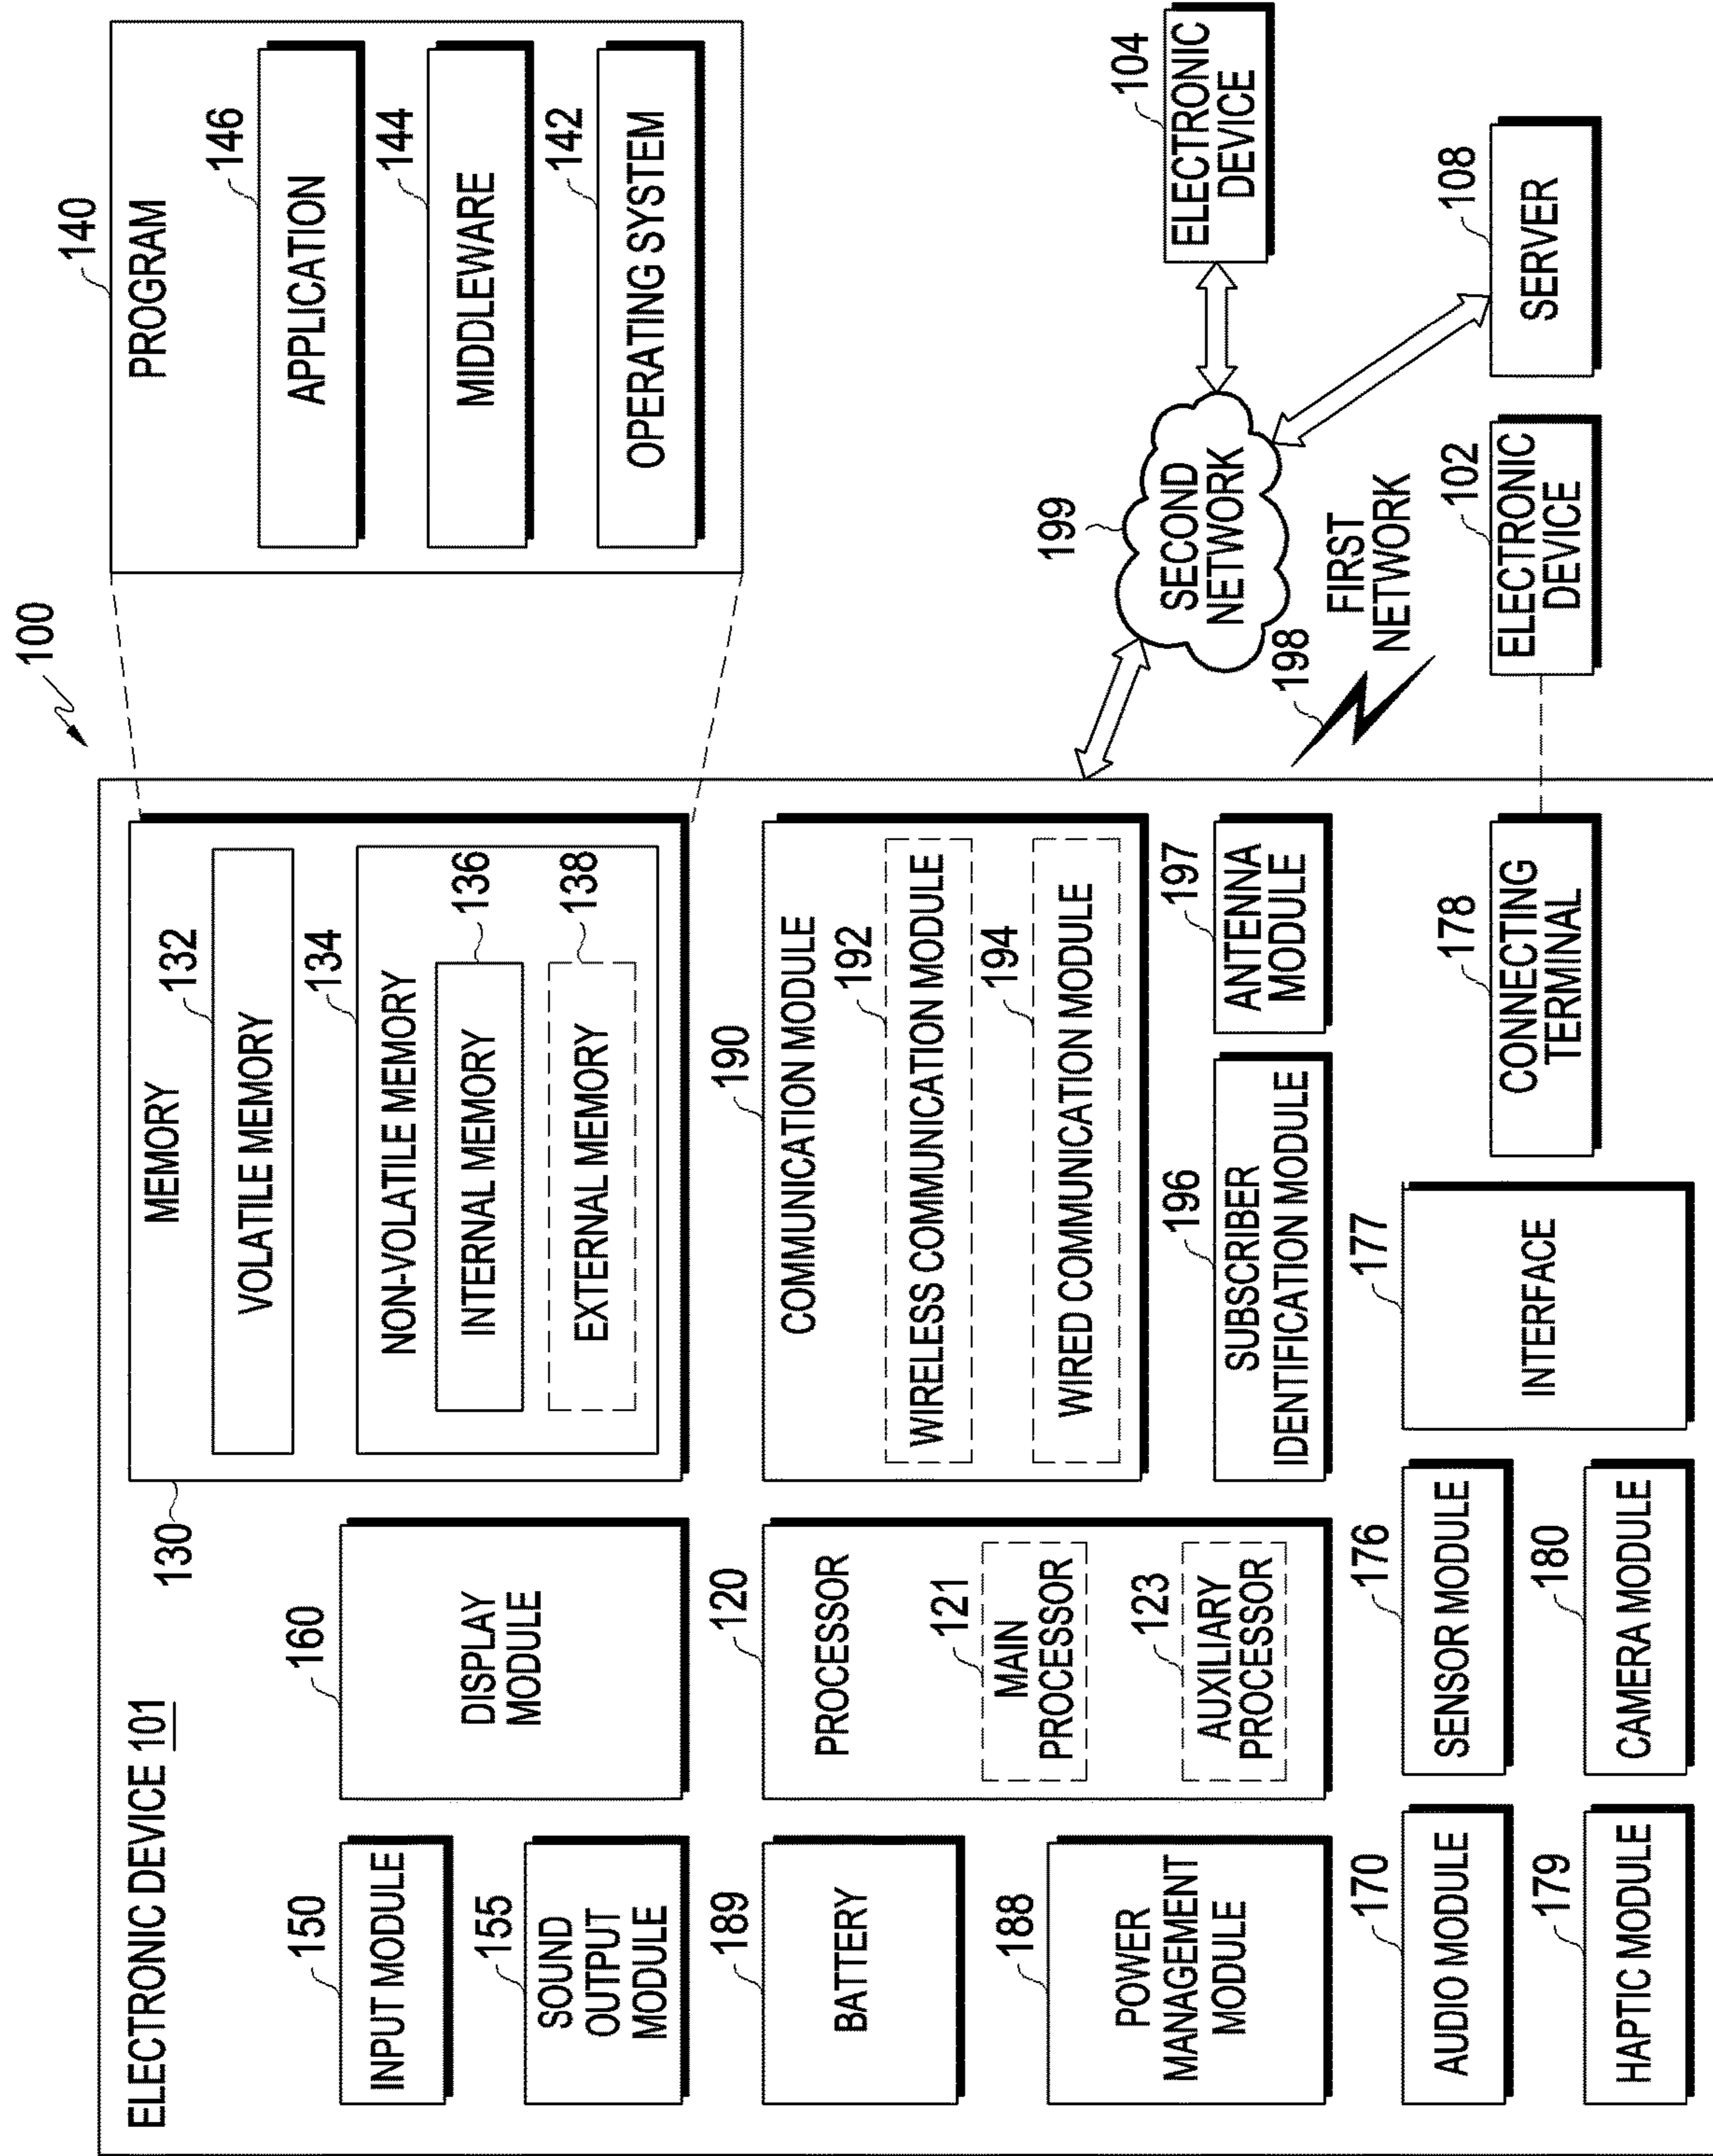 100
ELECTRONIC DEVICE 101
130
MEMORY
132
VOLATILE MEMORY
134
NON-VOLATILE MEMORY
136
INTERNAL MEMORY
138
EXTERNAL MEMORY
140
PROGRAM
146
APPLICATION
144
MIDDLEWARE
142
OPERATING SYSTEM
150
INPUT MODULE
155
SOUND
OUTPUT
MODULE
160
DISPLAY
MODULE
189
BATTERY
188
POWER
MANAGEMENT
MODULE
120
PROCESSOR
121
MAIN
PROCESSOR
123
AUXILIARY
PROCESSOR
190
COMMUNICATION MODULE
192
WIRELESS COMMUNICATION MODULE
194
WIRED COMMUNICATION MODULE
196
SUBSCRIBER
IDENTIFICATION MODULE
197
ANTENNA
MODULE
170
AUDIO MODULE
176
SENSOR MODULE
177
INTERFACE
178
CONNECTING
TERMINAL
179
HAPTIC MODULE
180
CAMERA MODULE
199
SECOND
NETWORK
104
ELECTRONIC
DEVICE
198
FIRST
NETWORK
102
ELECTRONIC
DEVICE
108
SERVER